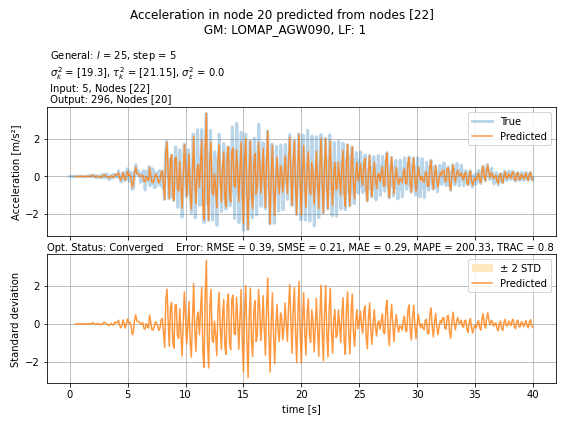 Acceleration in node 20 predicted from nodes [22]
GM: LOMAP_AGW090, LF: 1
General: l = 25, step = 5
σ²ₖ = [19.3], τ²ₖ = [21.15], σ²ε = 0.0
Input: 5, Nodes [22]
Output: 296, Nodes [20]
Acceleration [m/s²]
2
0
−2
True
Predicted
Opt. Status: Converged Error: RMSE = 0.39, SMSE = 0.21, MAE = 0.29, MAPE = 200.33, TRAC = 0.8
Standard deviation
2
0
−2
± 2 STD
Predicted
0 5 10 15 20 25 30 35 40
time [s]